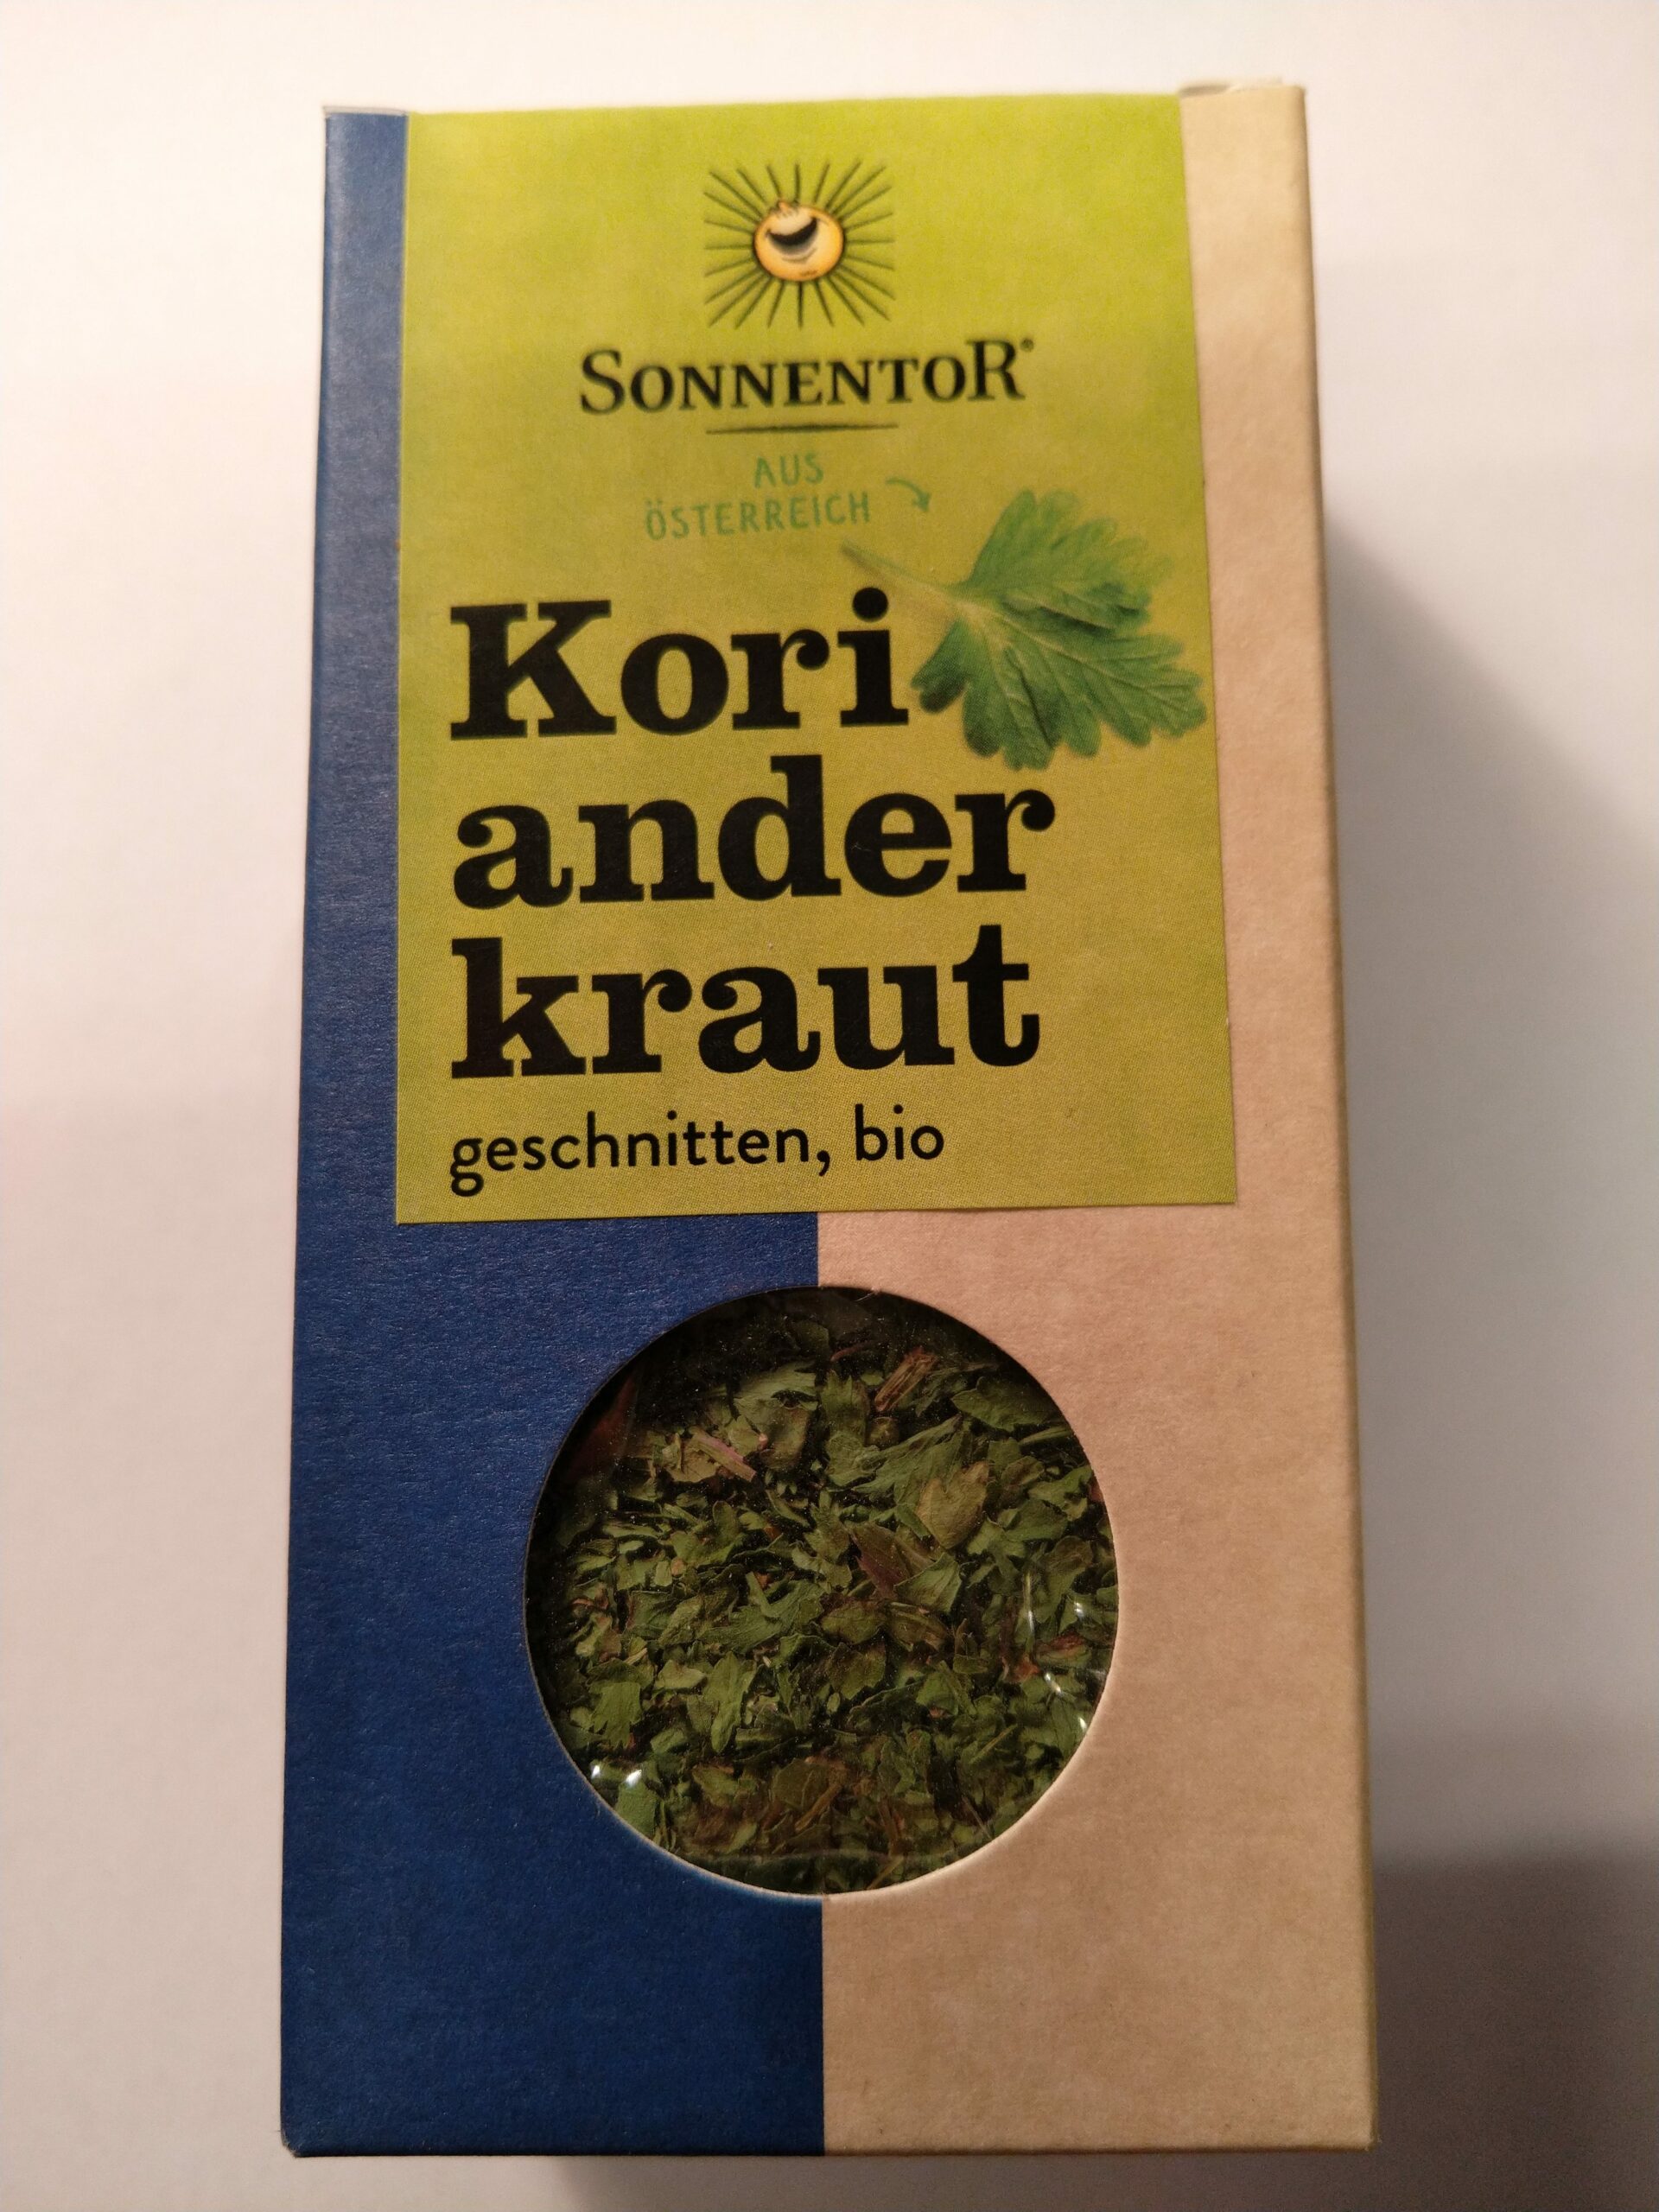 SONNENTOR®
AUS
ÖSTERREICH
Kori
ander
kraut
geschnitten, bio